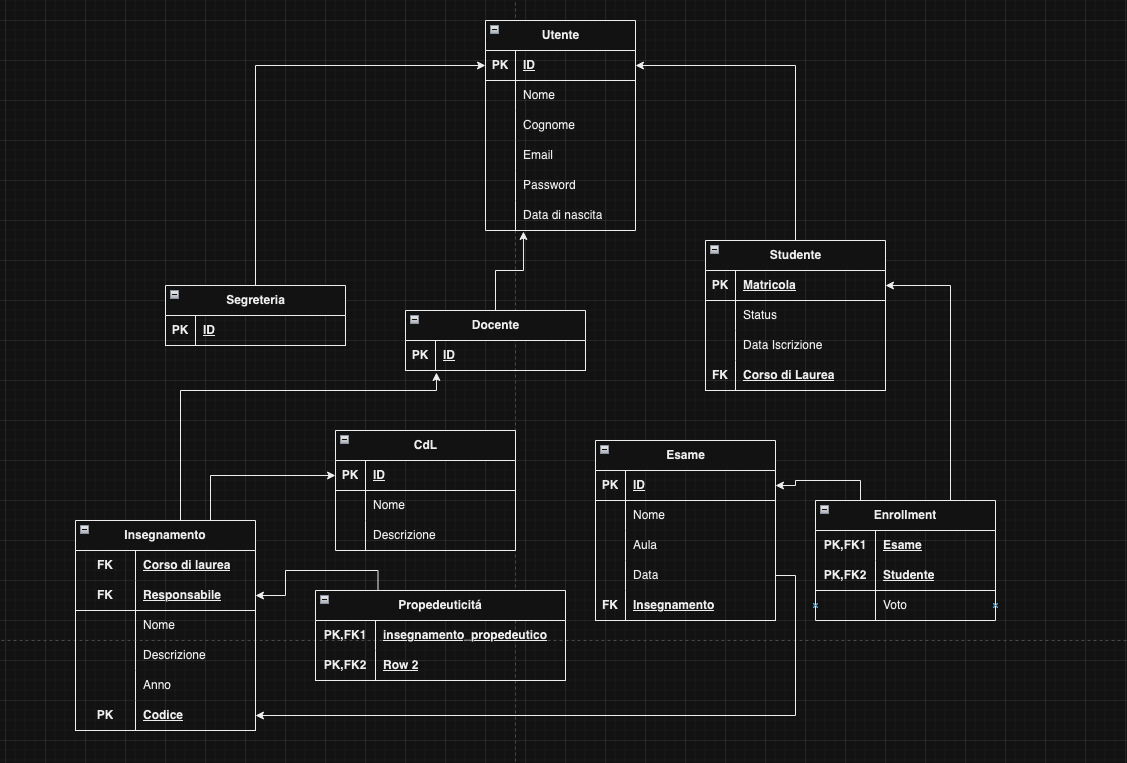 Utente
PK ID
Nome
Cognome
Email
Password
Data di nascita
Studente
PK Matricola
Status
Data Iscrizione
FK Corso di Laurea
Segreteria
PK ID
Docente
PK ID
CdL
PK ID
Nome
Descrizione
Esame
PK ID
Nome
Aula
Data
FK Insegnamento
Enrollment
PK,FK1 Esame
PK,FK2 Studente
Voto
Insegnamento
FK Corso di laurea
FK Responsabile
Nome
Descrizione
Anno
PK Codice
Propedeuticitá
PK,FK1 insegnamento_propedeutico
PK,FK2 Row 2